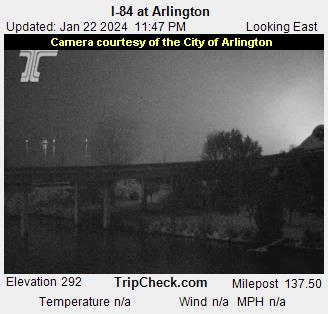 I-84 at Arlington
Updated: Jan 22 2024 11:47 PM Looking East
Camera courtesy of the City of Arlington
Elevation 292 TripCheck.com Milepost 137.50
Temperature n/a Wind n/a MPH n/a